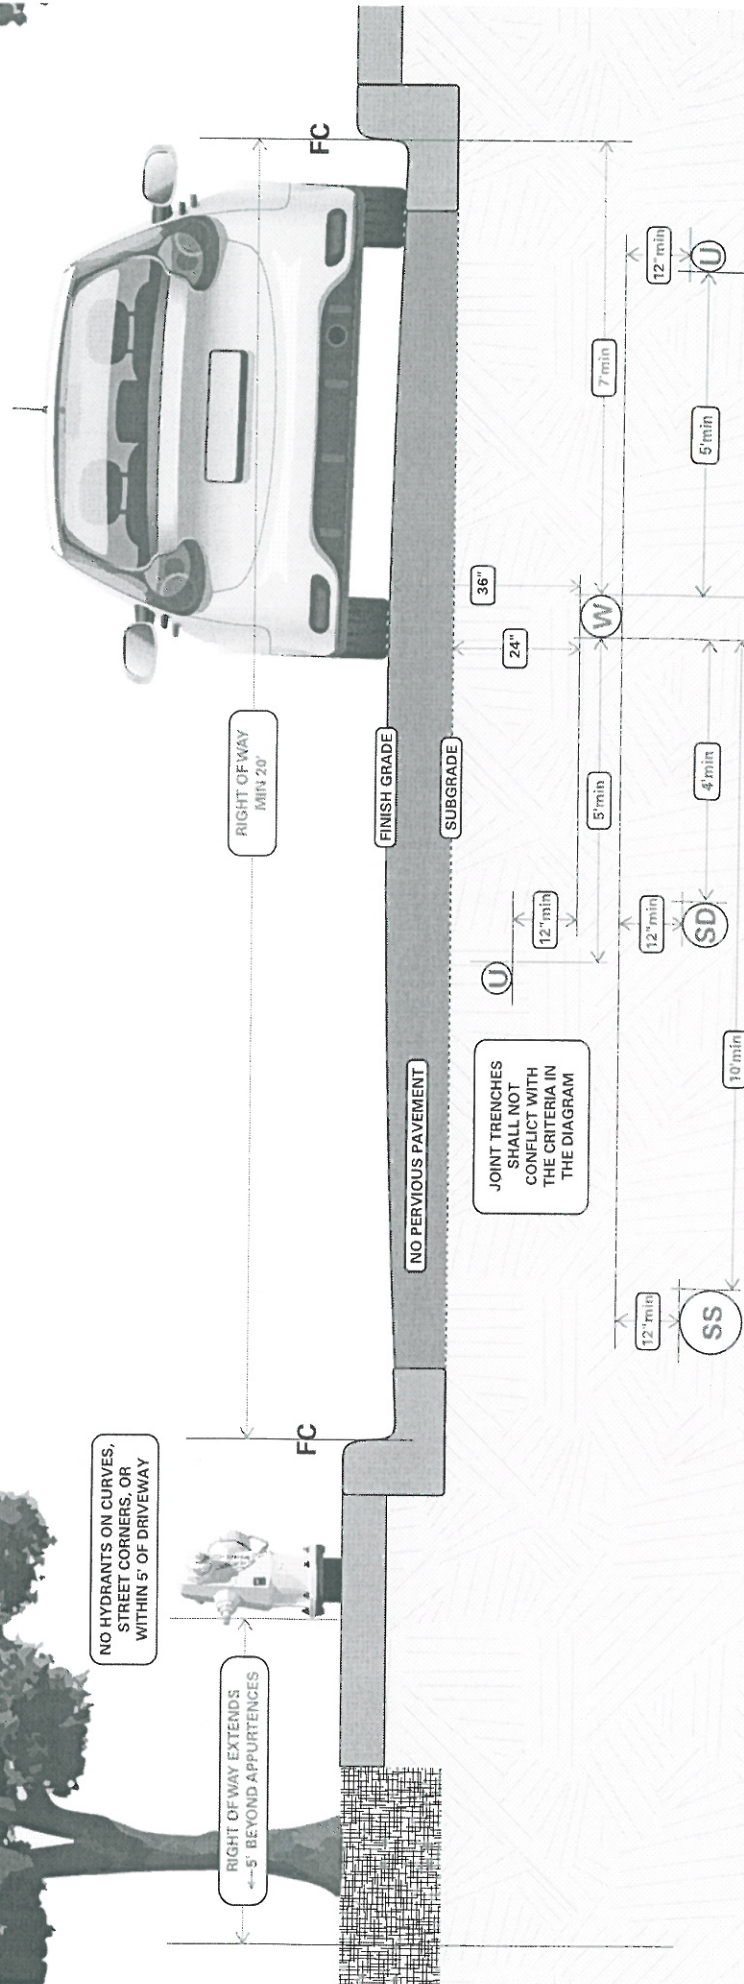 NO HYDRANTS ON CURVES,
STREET CORNERS, OR
WITHIN 5' OF DRIVEWAY
RIGHT OF WAY EXTENDS
←5' BEYOND APPURTENCES
RIGHT OF WAY
MIN 20'
FC
FC
FINISH GRADE
NO PERVIOUS PAVEMENT
SUBGRADE
JOINT TRENCHES
SHALL NOT
CONFLICT WITH
THE CRITERIA IN
THE DIAGRAM
U
12"min
36"
24"
5'min
W
7'min
12"min
SS
12"min
SD
12"min
U
4'min
5'min
10'min